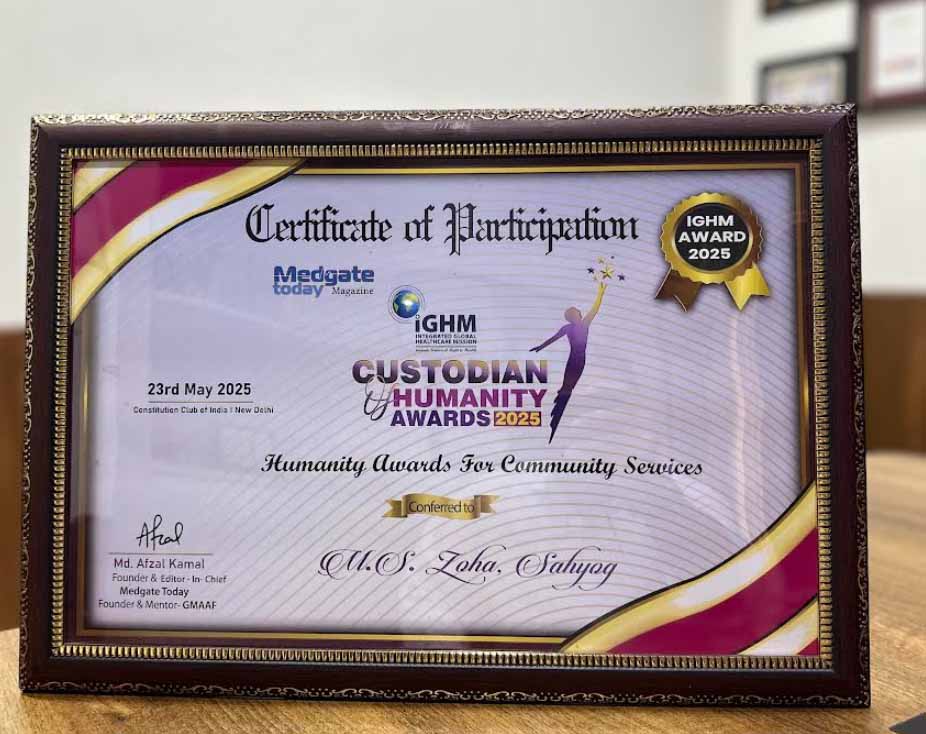 Certificate of Participation
IGHM
AWARD
2025
Medgate
today Magazine
iGHM
INTEGRATED GLOBAL
HEALTHCARE MISSION
CUSTODIAN
Of HUMANITY
AWARDS 2025
23rd May 2025
Constitution Club of India | New Delhi
Humanity Awards For Community Services
Conferred to
M.S. Zoha, Sahyog
Afzal
Md. Afzal Kamal
Founder & Editor - In - Chief
Medgate Today
Founder & Mentor- GMAAF